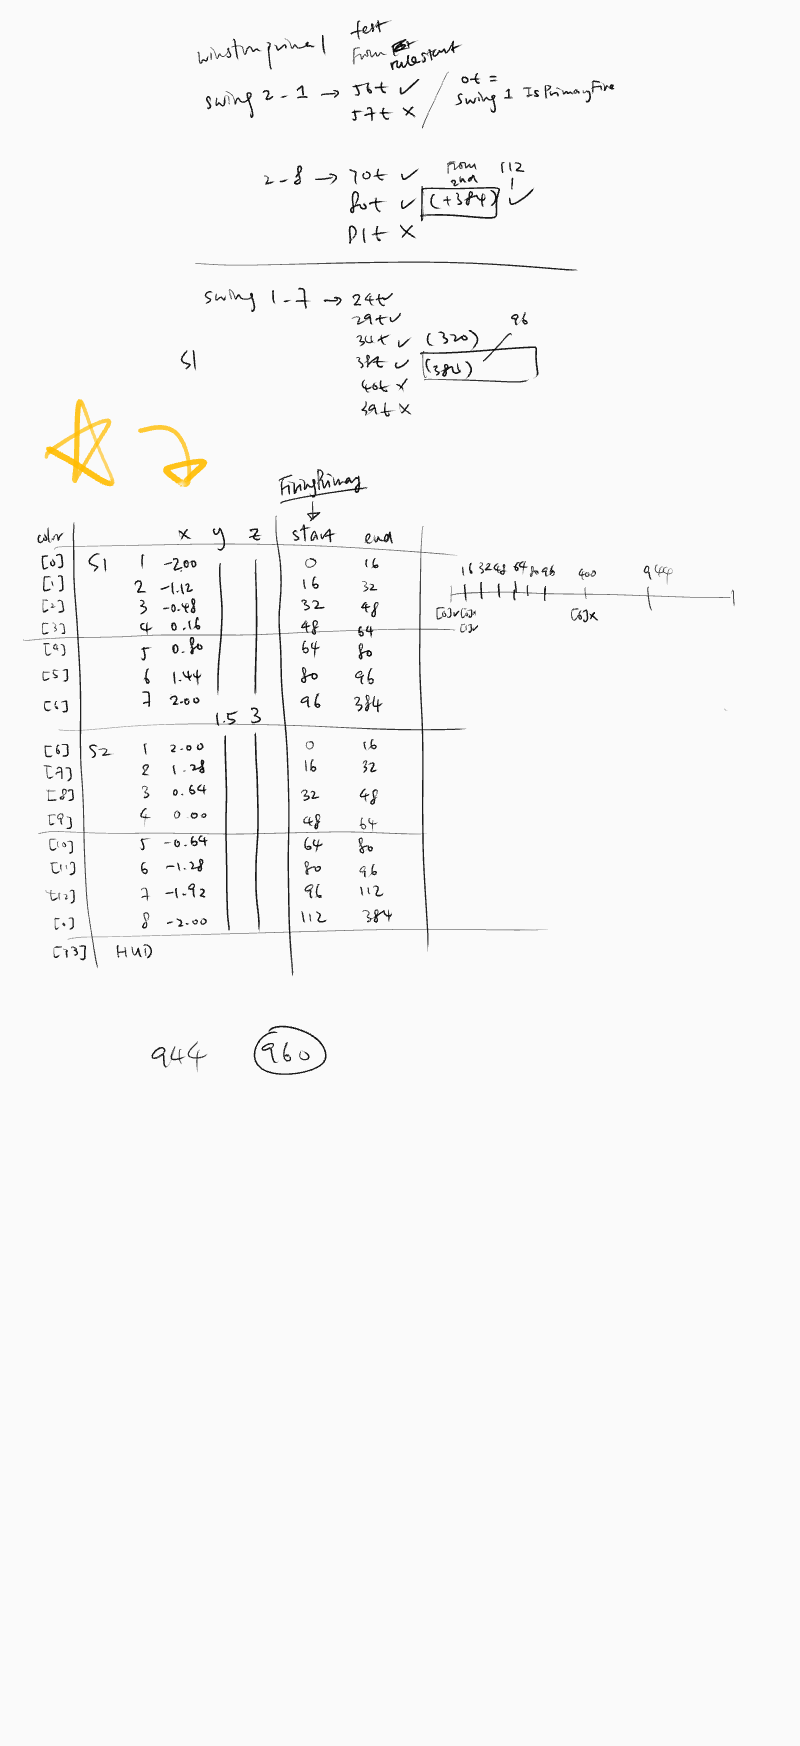 winston primal test
From rulestart
swing 2-1 → 56t ✓ / 0t =
57t × swing 1 IsPrimaryFire
2-8 → 70t ✓ From 2nd 112
80t ✓ (+384) ✓
81t ×
swing 1-7 → 24t✓
29t✓ 96
34t ✓ (320)
S1 38t ✓ (384)
40t ×
39t ×
FiringPrimary
color x y z start end
[0] S1 1 -2.00 0 16
[1] 2 -1.12 16 32
[2] 3 -0.48 32 48
[3] 4 0.16 48 64
[4] 5 0.80 64 80
[5] 6 1.44 80 96
[6] 7 2.00 96 384
1.5 3
[6] S2 1 2.00 0 16
[7] 2 1.28 16 32
[8] 3 0.64 32 48
[9] 4 0.00 48 64
[10] 5 -0.64 64 80
[11] 6 -1.28 80 96
[12] 7 -1.92 96 112
[0] 8 -2.00 112 384
[13] HUD
16 32 48 64 80 96 400 944
[0]✓ [0]× [0]×
[1]✓
944 960